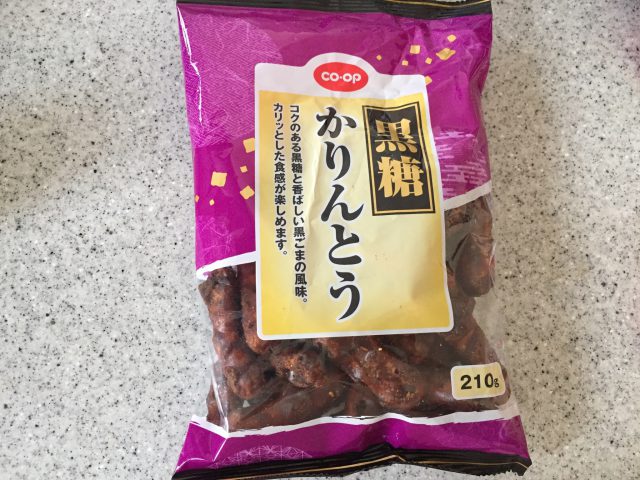 CO·OP
黒糖
かりんとう
コクのある黒糖と香ばしい黒ごまの風味。
カリッとした食感が楽しめます。
210g